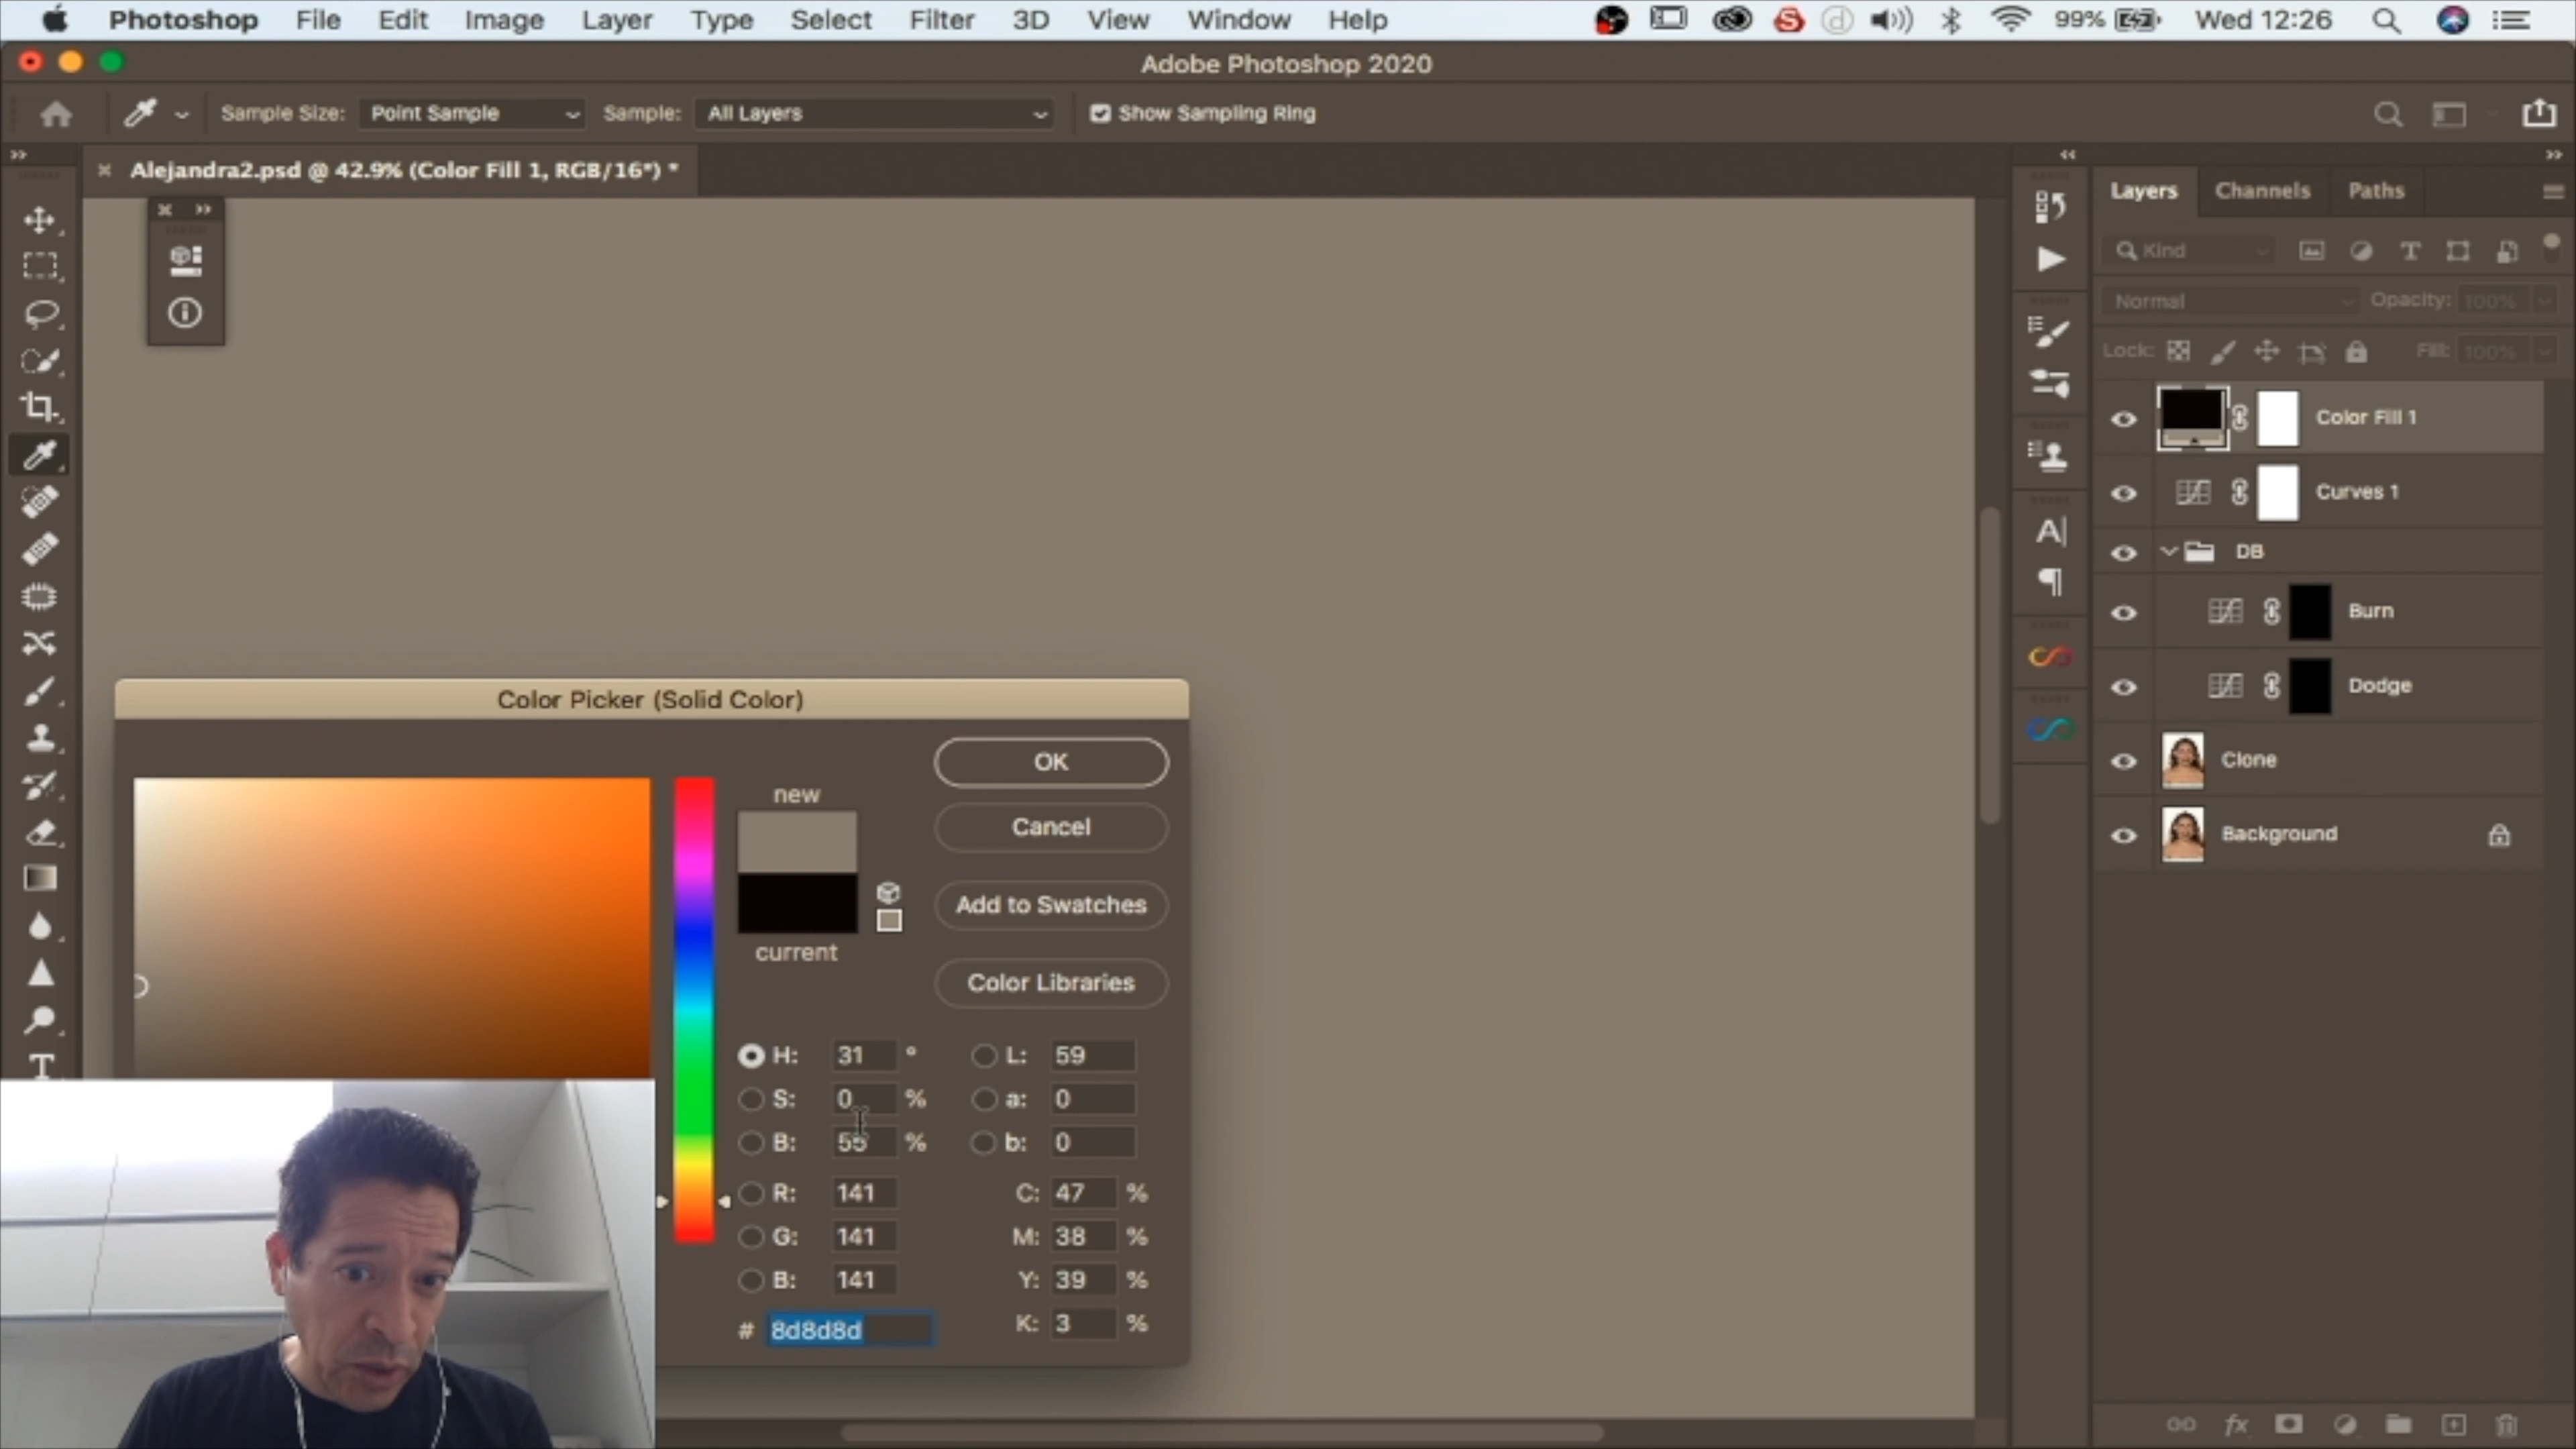 Photoshop File Edit Image Layer Type Select Filter 3D View Window Help 99% Wed 12:26
Adobe Photoshop 2020
Sample Size: Point Sample Sample: All Layers Show Sampling Ring
Alejandra2.psd @ 42.9% (Color Fill 1, RGB/16*) *
Layers Channels Paths
Kind
Normal Opacity: 100%
Lock: Fill: 100%
Color Fill 1
Curves 1
DB
Burn
Dodge
Clone
Background
Color Picker (Solid Color)
new
current
OK
Cancel
Add to Swatches
Color Libraries
H: 31 ° L: 59
S: 0 % a: 0
B: 55 % b: 0
R: 141 C: 47 %
G: 141 M: 38 %
B: 141 Y: 39 %
# 8d8d8d K: 3 %